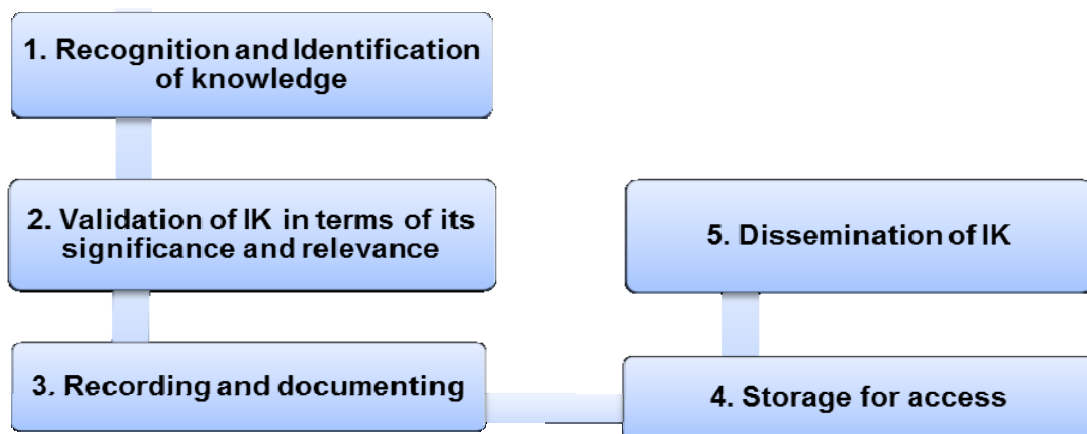 1. Recognition and Identification
of knowledge
2. Validation of IK in terms of its
significance and relevance
3. Recording and documenting
4. Storage for access
5. Dissemination of IK